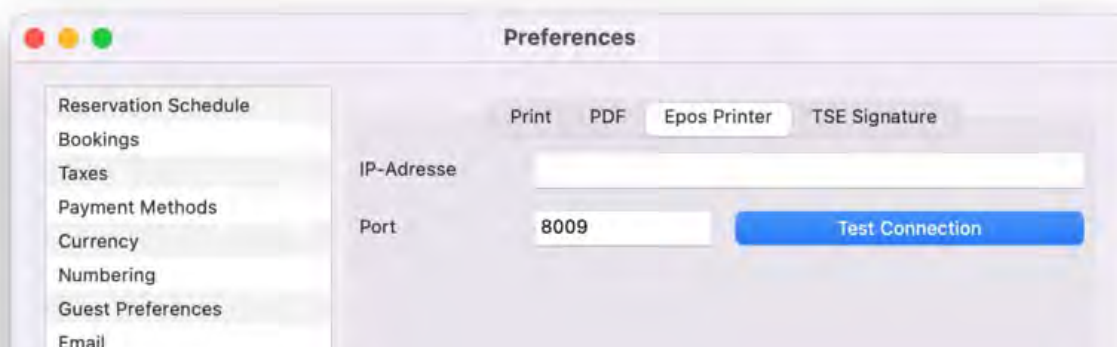 Preferences
Reservation Schedule
Bookings
Taxes
Payment Methods
Currency
Numbering
Guest Preferences
Email
Print PDF Epos Printer TSE Signature
IP-Adresse
Port 8009 Test Connection